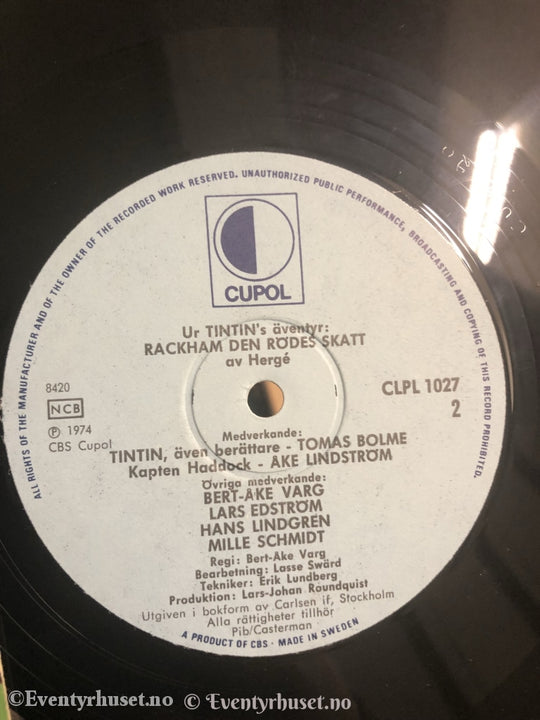 ALL RIGHTS OF THE MANUFACTURER AND OF THE OWNER OF THE RECORDED WORK RESERVED. UNAUTHORIZED PUBLIC PERFORMANCE, BROADCASTING AND COPYING OF THIS RECORD PROHIBITED.
CUPOL
Ur TINTIN's äventyr:
RACKHAM DEN RÖDES SKATT
av Hergé
8420
NCB
Ⓟ 1974
CBS Cupol
CLPL 1027
2
Medverkande:
TINTIN, även berättare - TOMAS BOLME
Kapten Haddock - ÅKE LINDSTRÖM
Övriga medverkande:
BERT-ÅKE VARG
LARS EDSTRÖM
HANS LINDGREN
MILLE SCHMIDT
Regi: Bert-Åke Varg
Bearbetning: Lasse Swärd
Tekniker: Erik Lundberg
Produktion: Lars-Johan Roundquist
Utgiven i bokform av Carlsen if, Stockholm
Alla rättigheter tillhör
Pib/Casterman
A PRODUCT OF CBS · MADE IN SWEDEN
©Eventyrhuset.no © Eventyrhuset.no